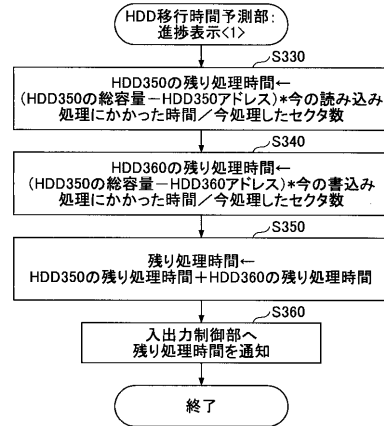 HDD移行時間予測部:
進捗表示<1>
S330
HDD350の残り処理時間←
(HDD350の総容量－HDD350アドレス)*今の読み込み
処理にかかった時間/今処理したセクタ数
S340
HDD360の残り処理時間←
(HDD350の総容量－HDD360アドレス)*今の書込み
処理にかかった時間/今処理したセクタ数
S350
残り処理時間←
HDD350の残り処理時間＋HDD360の残り処理時間
S360
入出力制御部へ
残り処理時間を通知
終了